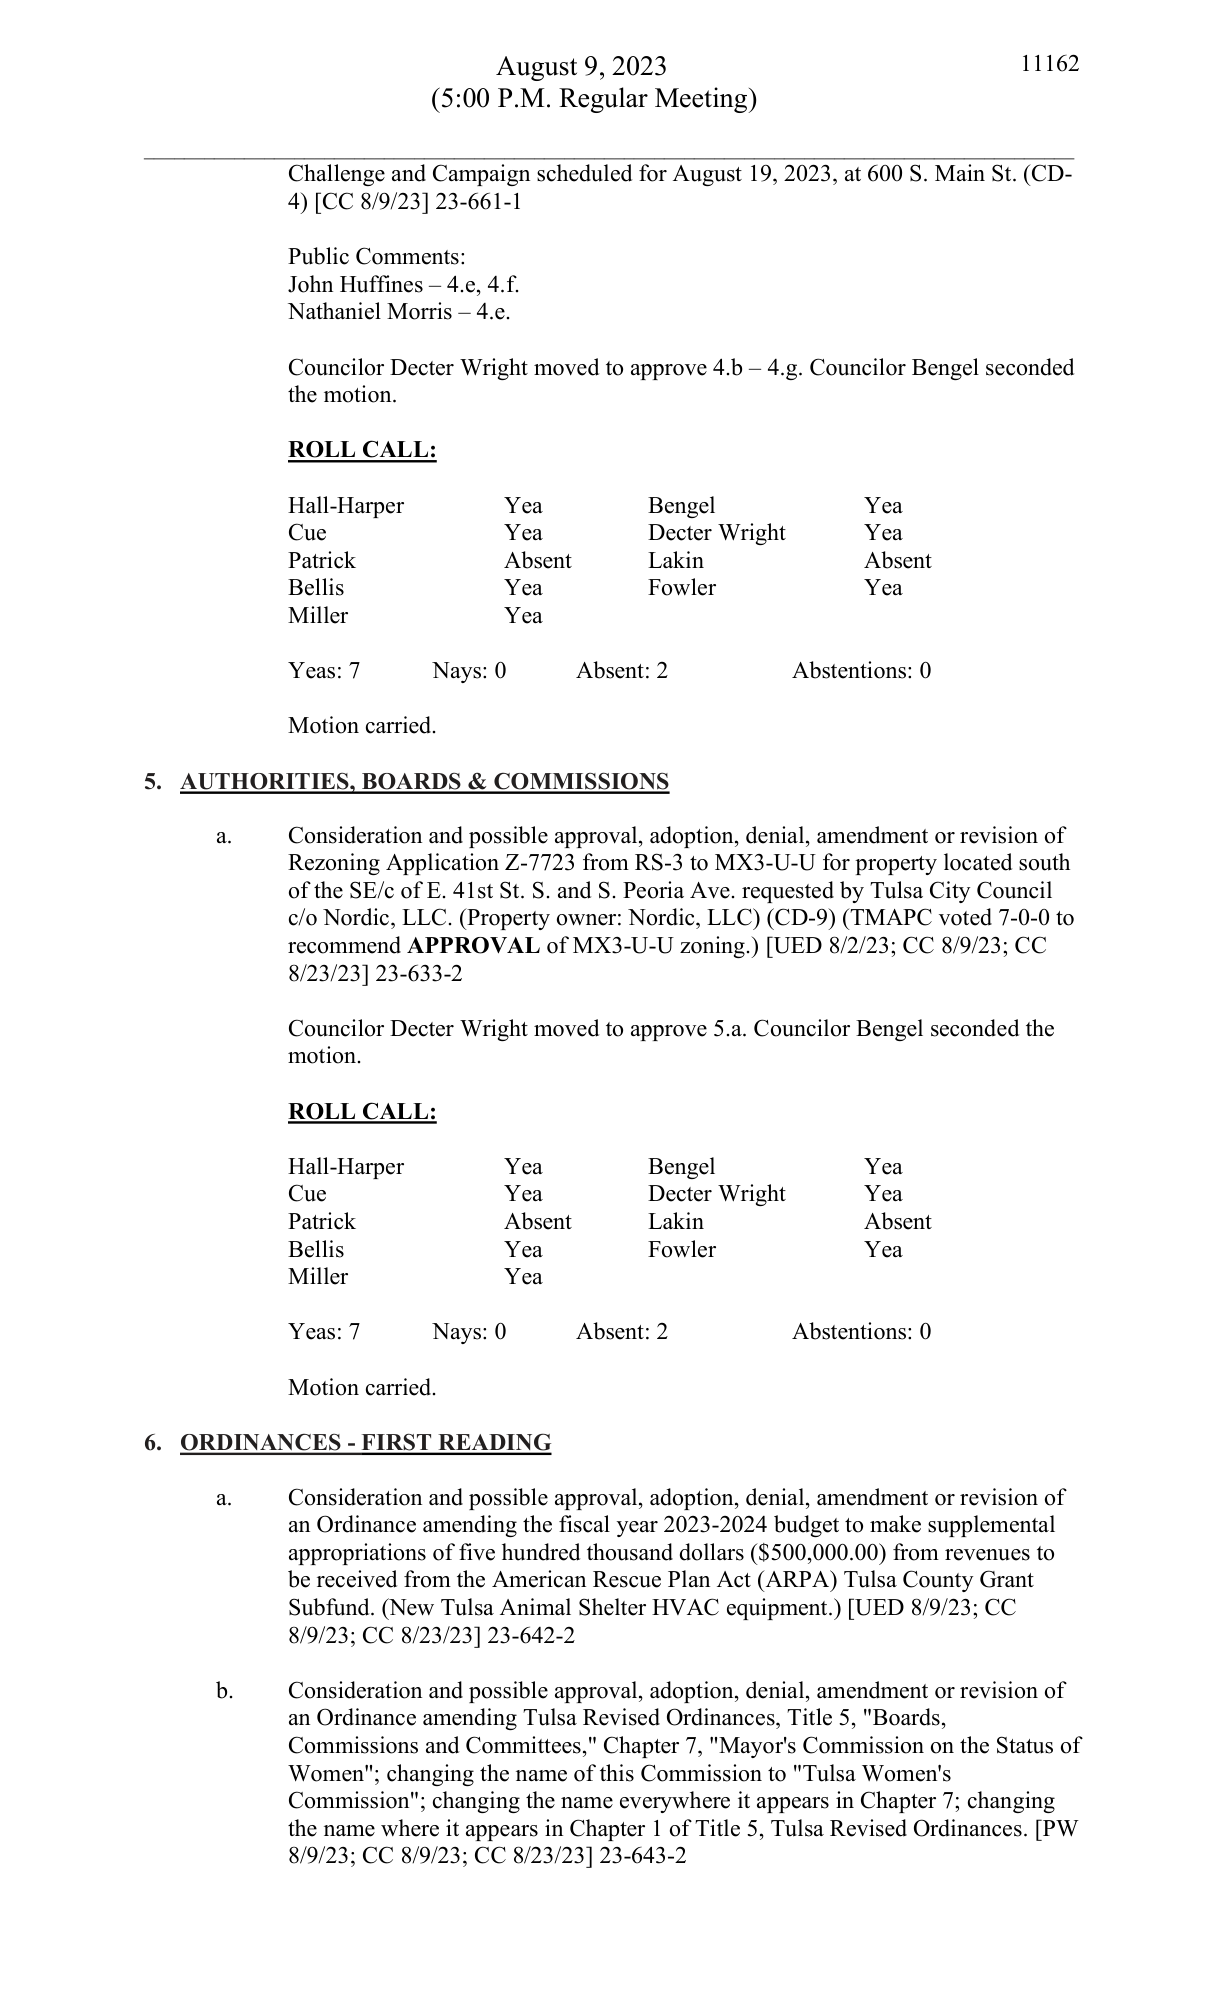 August 9, 2023
11162
(5:00 P.M. Regular Meeting)
Challenge and Campaign scheduled for August 19, 2023, at 600 S. Main St. (CD-
4) [CC 8/9/23] 23-661-1
Public Comments:
John Huffines – 4.e, 4.f.
Nathaniel Morris – 4.e.
Councilor Decter Wright moved to approve 4.b – 4.g. Councilor Bengel seconded
the motion.
ROLL CALL:
Hall-Harper Yea Bengel Yea
Cue Yea Decter Wright Yea
Patrick Absent Lakin Absent
Bellis Yea Fowler Yea
Miller Yea
Yeas: 7 Nays: 0 Absent: 2 Abstentions: 0
Motion carried.
5. AUTHORITIES, BOARDS & COMMISSIONS
a. Consideration and possible approval, adoption, denial, amendment or revision of
Rezoning Application Z-7723 from RS-3 to MX3-U-U for property located south
of the SE/c of E. 41st St. S. and S. Peoria Ave. requested by Tulsa City Council
c/o Nordic, LLC. (Property owner: Nordic, LLC) (CD-9) (TMAPC voted 7-0-0 to
recommend APPROVAL of MX3-U-U zoning.) [UED 8/2/23; CC 8/9/23; CC
8/23/23] 23-633-2
Councilor Decter Wright moved to approve 5.a. Councilor Bengel seconded the
motion.
ROLL CALL:
Hall-Harper Yea Bengel Yea
Cue Yea Decter Wright Yea
Patrick Absent Lakin Absent
Bellis Yea Fowler Yea
Miller Yea
Yeas: 7 Nays: 0 Absent: 2 Abstentions: 0
Motion carried.
6. ORDINANCES - FIRST READING
a. Consideration and possible approval, adoption, denial, amendment or revision of
an Ordinance amending the fiscal year 2023-2024 budget to make supplemental
appropriations of five hundred thousand dollars ($500,000.00) from revenues to
be received from the American Rescue Plan Act (ARPA) Tulsa County Grant
Subfund. (New Tulsa Animal Shelter HVAC equipment.) [UED 8/9/23; CC
8/9/23; CC 8/23/23] 23-642-2
b. Consideration and possible approval, adoption, denial, amendment or revision of
an Ordinance amending Tulsa Revised Ordinances, Title 5, "Boards,
Commissions and Committees," Chapter 7, "Mayor's Commission on the Status of
Women"; changing the name of this Commission to "Tulsa Women's
Commission"; changing the name everywhere it appears in Chapter 7; changing
the name where it appears in Chapter 1 of Title 5, Tulsa Revised Ordinances. [PW
8/9/23; CC 8/9/23; CC 8/23/23] 23-643-2